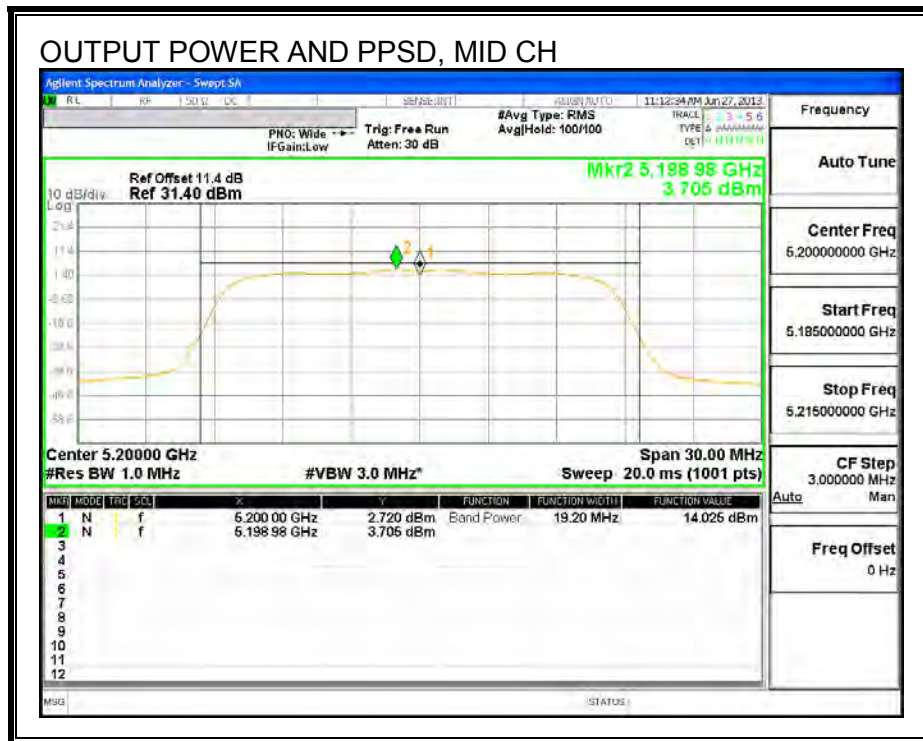 OUTPUT POWER AND PPSD, MID CH
Agilent Spectrum Analyzer - Swept SA
RL RF 50 Ω DC SENSE:INT ALIGN AUTO 11:12:34 AM Jun 27, 2013
#Avg Type: RMS
Avg|Hold: 100/100
TRACE 1 2 3 4 5 6
TYPE
DET
PNO: Wide
IFGain:Low
Trig: Free Run
Atten: 30 dB
Mkr2 5.198 98 GHz
3.705 dBm
Ref Offset 11.4 dB
Ref 31.40 dBm
10 dB/div
Log
21.4
11.4
1.40
2
1
Center 5.20000 GHz
Span 30.00 MHz
#Res BW 1.0 MHz
#VBW 3.0 MHz*
Sweep 20.0 ms (1001 pts)
MKR MODE TRC SCL X Y FUNCTION FUNCTION WIDTH FUNCTION VALUE
1 N 1 f 5.200 00 GHz 2.720 dBm Band Power 19.20 MHz 14.025 dBm
2 N 1 f 5.198 98 GHz 3.705 dBm
3
4
5
6
7
8
9
10
11
12
MSG
STATUS
Frequency
Auto Tune
Center Freq
5.200000000 GHz
Start Freq
5.185000000 GHz
Stop Freq
5.215000000 GHz
CF Step
3.000000 MHz
Auto Man
Freq Offset
0 Hz